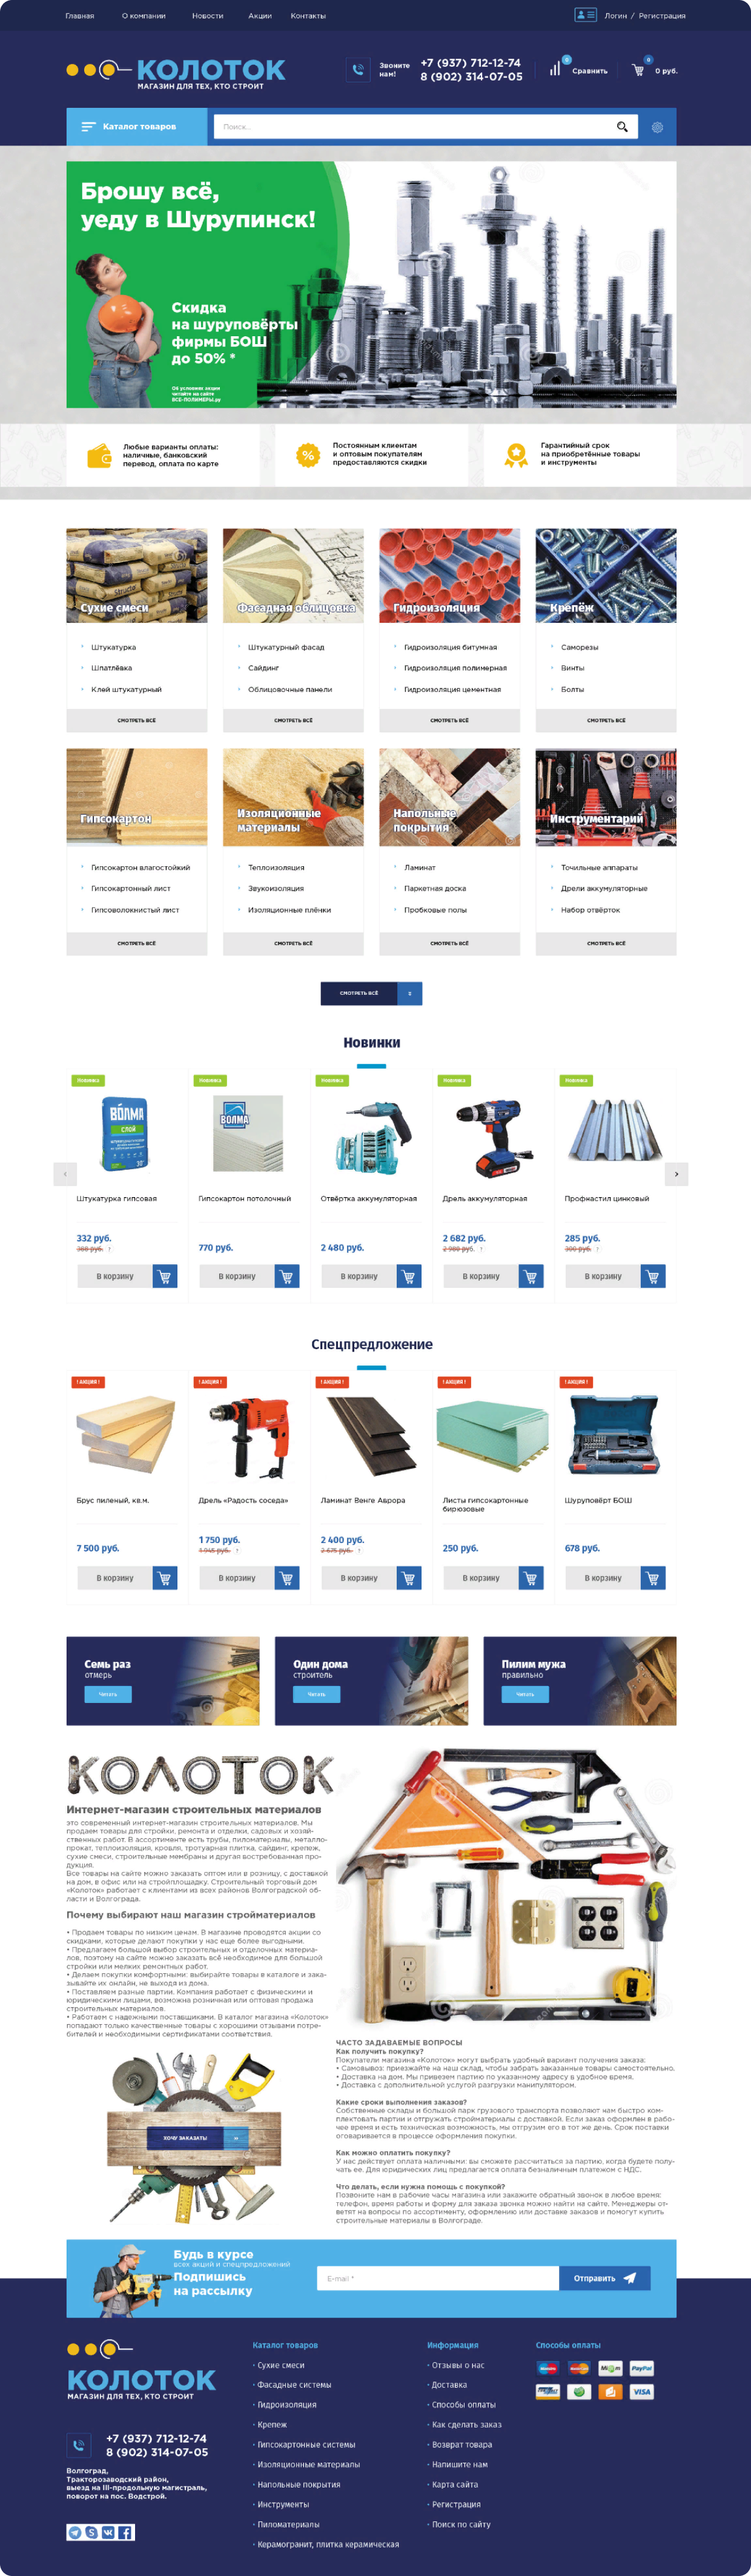 Главная О компании Новости Акции Контакты Логин / Регистрация
КОЛОТОК
МАГАЗИН ДЛЯ ТЕХ, КТО СТРОИТ
Звоните
нам!
+7 (937) 712-12-74
8 (902) 314-07-05
0
Сравнить
0
0 руб.
Каталог товаров
Поиск...
Брошу всё,
уеду в Шурупинск!
Скидка
на шуруповёрты
фирмы БОШ
до 50% *
Об условиях акции
читайте на сайте
ВСЕ-ПОЛИМЕРЫ.ру
Любые варианты оплаты:
наличные, банковский
перевод, оплата по карте
%
Постоянным клиентам
и оптовым покупателям
предоставляются скидки
Гарантийный срок
на приобретённые товары
и инструменты
Сухие смеси
Штукатурка
Шпатлёвка
Клей штукатурный
СМОТРЕТЬ ВСЁ
Фасадная облицовка
Штукатурный фасад
Сайдинг
Облицовочные панели
СМОТРЕТЬ ВСЁ
Гидроизоляция
Гидроизоляция битумная
Гидроизоляция полимерная
Гидроизоляция цементная
СМОТРЕТЬ ВСЁ
Крепёж
Саморезы
Винты
Болты
СМОТРЕТЬ ВСЁ
Гипсокартон
Гипсокартон влагостойкий
Гипсокартонный лист
Гипсоволокнистый лист
СМОТРЕТЬ ВСЁ
Изоляционные
материалы
Теплоизоляция
Звукоизоляция
Изоляционные плёнки
СМОТРЕТЬ ВСЁ
Напольные
покрытия
Ламинат
Паркетная доска
Пробковые полы
СМОТРЕТЬ ВСЁ
Инструментарий
Точильные аппараты
Дрели аккумуляторные
Набор отвёрток
СМОТРЕТЬ ВСЁ
СМОТРЕТЬ ВСЁ
Новинки
Новинка
ВОЛМА
СЛОЙ
Штукатурка гипсовая
332 руб.
388 руб. ?
В корзину
Новинка
ВОЛМА
Гипсокартон потолочный
770 руб.
В корзину
Новинка
Отвёртка аккумуляторная
2 480 руб.
В корзину
Новинка
Дрель аккумуляторная
2 682 руб.
2 980 руб. ?
В корзину
Новинка
Профнастил цинковый
285 руб.
300 руб. ?
В корзину
Спецпредложение
! АКЦИЯ !
Брус пиленый, кв.м.
7 500 руб.
В корзину
! АКЦИЯ !
Дрель «Радость соседа»
1 750 руб.
1 945 руб. ?
В корзину
! АКЦИЯ !
Ламинат Венге Аврора
2 400 руб.
2 675 руб. ?
В корзину
! АКЦИЯ !
Листы гипсокартонные
бирюзовые
250 руб.
В корзину
! АКЦИЯ !
Шуруповёрт БОШ
678 руб.
В корзину
Семь раз
отмерь
Читать
Один дома
строитель
Читать
Пилим мужа
правильно
Читать
КОЛОТОК
Интернет-магазин строительных материалов
это современный интернет-магазин строительных материалов. Мы
продаем товары для стройки, ремонта и отделки, садовых и хозяй-
ственных работ. В ассортименте есть трубы, пиломатериалы, металло-
прокат, теплоизоляция, кровля, тротуарная плитка, сайдинг, крепеж,
сухие смеси, строительные мембраны и другая востребованная про-
дукция.
Все товары на сайте можно заказать оптом или в розницу, с доставкой
на дом, в офис или на стройплощадку. Строительный торговый дом
«Колоток» работает с клиентами из всех районов Волгоградской об-
ласти и Волгограда.
Почему выбирают наш магазин стройматериалов
• Продаем товары по низким ценам. В магазине проводятся акции со
скидками, которые делают покупки у нас еще более выгодными.
• Предлагаем большой выбор строительных и отделочных материа-
лов, поэтому на сайте можно заказать всё необходимое для большой
стройки или мелких ремонтных работ.
• Делаем покупки комфортными: выбирайте товары в каталоге и зака-
зывайте их онлайн, не выходя из дома.
• Поставляем разные партии. Компания работает с физическими и
юридическими лицами, возможна розничная или оптовая продажа
строительных материалов.
• Работаем с надежными поставщиками. В каталог магазина «Колоток»
попадают только качественные товары с хорошими отзывами потре-
бителей и необходимыми сертификатами соответствия.
ХОЧУ ЗАКАЗАТЬ!
ЧАСТО ЗАДАВАЕМЫЕ ВОПРОСЫ
Как получить покупку?
Покупатели магазина «Колоток» могут выбрать удобный вариант получения заказа:
• Самовывоз: приезжайте на наш склад, чтобы забрать заказанные товары самостоятельно.
• Доставка на дом. Мы привезем партию по указанному адресу в удобное время.
• Доставка с дополнительной услугой разгрузки манипулятором.
Какие сроки выполнения заказов?
Собственные склады и большой парк грузового транспорта позволяют нам быстро ком-
плектовать партии и отгружать стройматериалы с доставкой. Если заказ оформлен в рабо-
чее время и есть техническая возможность, мы отгрузим его в тот же день. Срок поставки
оговаривается в процессе оформления покупки.
Как можно оплатить покупку?
У нас действует оплата наличными: вы сможете рассчитаться за партию, когда будете полу-
чать ее. Для юридических лиц предлагается оплата безналичным платежом с НДС.
Что делать, если нужна помощь с покупкой?
Позвоните нам в рабочие часы магазина или закажите обратный звонок в любое время:
телефон, время работы и форму для заказа звонка можно найти на сайте. Менеджеры от-
ветят на вопросы по ассортименту, оформлению или доставке заказов и помогут купить
строительные материалы в Волгограде.
Будь в курсе
всех акций и спецпредложений
Подпишись
на рассылку
E-mail *
Отправить
КОЛОТОК
МАГАЗИН ДЛЯ ТЕХ, КТО СТРОИТ
+7 (937) 712-12-74
8 (902) 314-07-05
Волгоград,
Тракторозаводский район,
выезд на III-продольную магистраль,
поворот на пос. Водстрой.
Каталог товаров
· Сухие смеси
· Фасадные системы
· Гидроизоляция
· Крепеж
· Гипсокартонные системы
· Изоляционные материалы
· Напольные покрытия
· Инструменты
· Пиломатериалы
· Керамогранит, плитка керамическая
Информация
· Отзывы о нас
· Доставка
· Способы оплаты
· Как сделать заказ
· Возврат товара
· Напишите нам
· Карта сайта
· Регистрация
· Поиск по сайту
Способы оплаты
PayPal
VISA